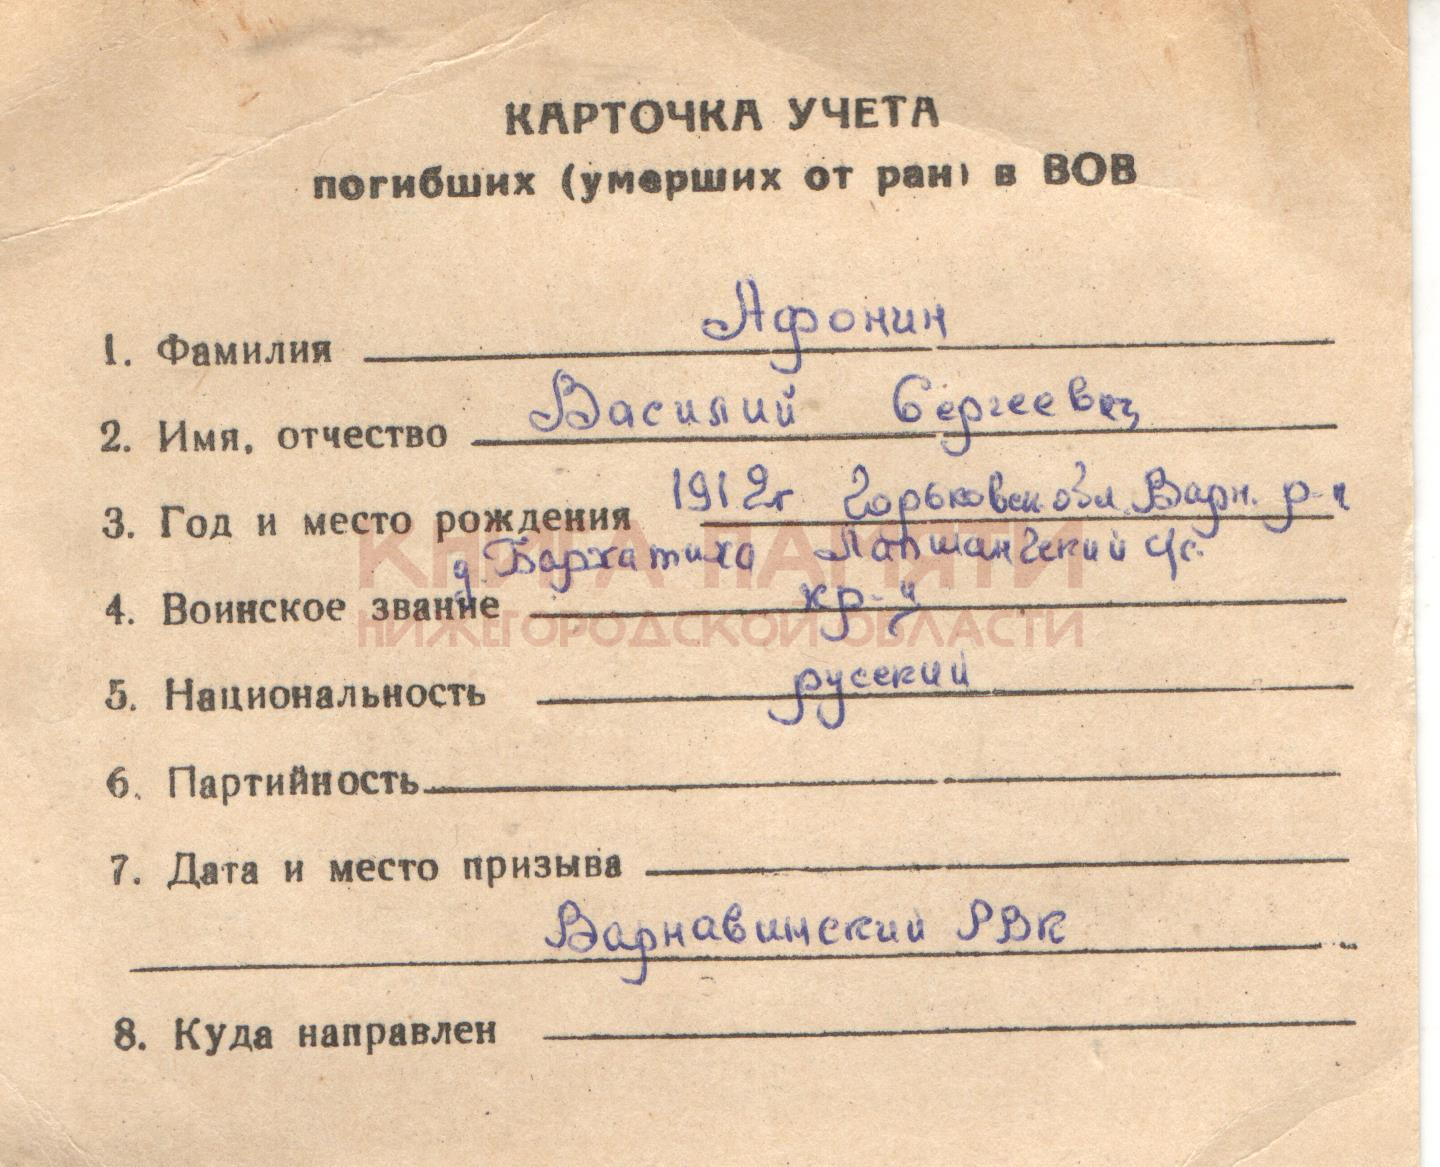 КАРТОЧКА УЧЕТА
погибших (умерших от ран) в ВОВ
1. Фамилия Афонин
2. Имя, отчество Василий Сергеевич
3. Год и место рождения 1912г Горьковск обл. Варн. р-н
д. Бархатиха Лапшангский с/с.
4. Воинское звание кр-ц
5. Национальность русский
6. Партийность
7. Дата и место призыва
Варнавинский РВК
8. Куда направлен
КНИГА ПАМЯТИ
НИЖЕГОРОДСКОЙ ОБЛАСТИ